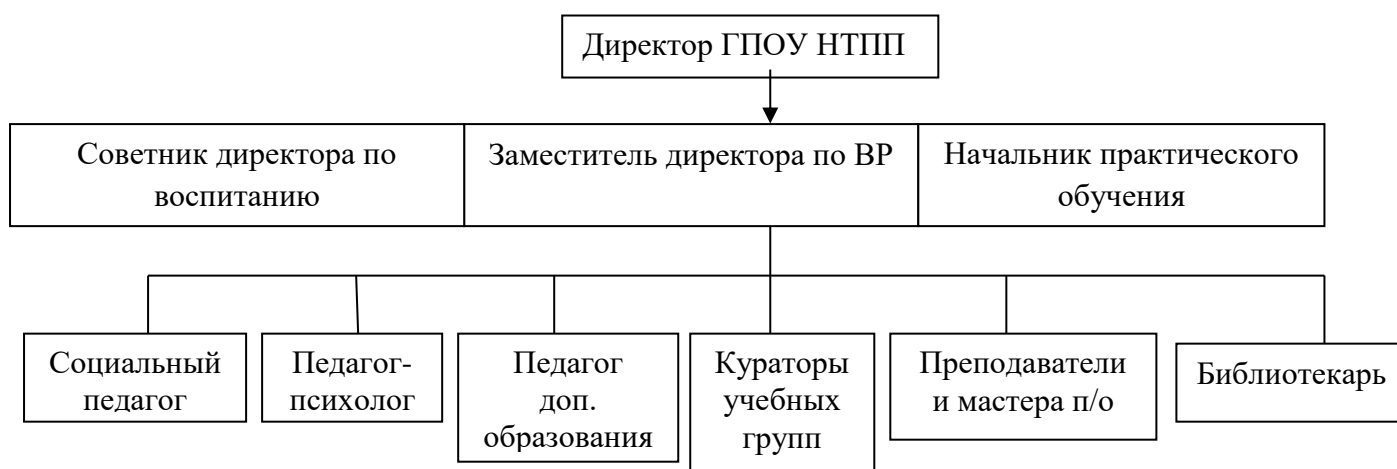 Директор ГПОУ НТПП
Советник директора по
воспитанию
Заместитель директора по ВР
Начальник практического
обучения
Социальный
педагог
Педагог-
психолог
Педагог
доп.
образования
Кураторы
учебных
групп
Преподаватели
и мастера п/о
Библиотекарь